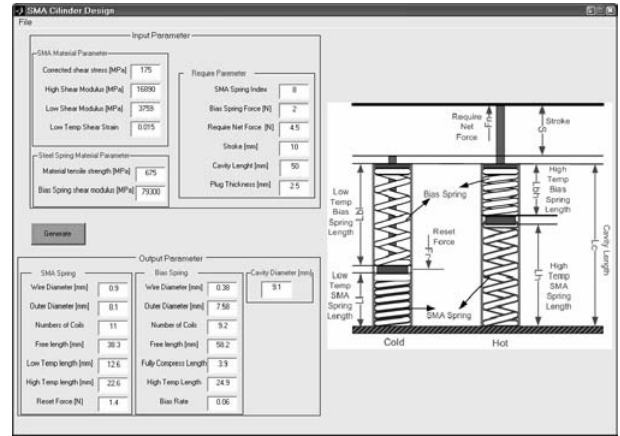 SMA Cilinder Design
File
Input Parameter
SMA Material Parameter
Corrected shear stress [MPa] 175
High Shear Modulus [MPa] 16890
Low Shear Modulus [MPa] 3759
Low Temp Shear Strain 0.015
Steel Spring Material Parameter
Material tensile strength [MPa] 675
Bias Spring shear modulus [MPa] 79300
Require Parameter
SMA Spring Index 8
Bias Spring Force [N] 2
Require Net Force [N] 4.5
Stroke [mm] 10
Cavity Lenght [mm] 50
Plug Thickness [mm] 2.5
Generate
Output Parameter
SMA Spring
Wire Diameter [mm] 0.9
Outer Diameter [mm] 8.1
Numbers of Coils 11
Free length [mm] 38.3
Low Temp length [mm] 12.6
High Temp length [mm] 22.6
Reset Force [N] 1.4
Bias Spring
Wire Diameter [mm] 0.38
Outer Diameter [mm] 7.58
Number of Coils 9.2
Free length [mm] 58.2
Fully Compress Length 3.9
High Temp Length 24.9
Bias Rate 0.06
Cavity Diameter [mm]
9.1
Require
Net
Force
Fn
S
Stroke
Low
Temp
Bias
Spring
Length
Bias Spring
High
Temp
Bias
Spring
Length
Lbh
Reset
Force
Fr
Lc
Cavity Length
Low
Temp
SMA
Spring
Length
Lh
High
Temp
SMA
Spring
Length
SMA Spring
Cold
Hot